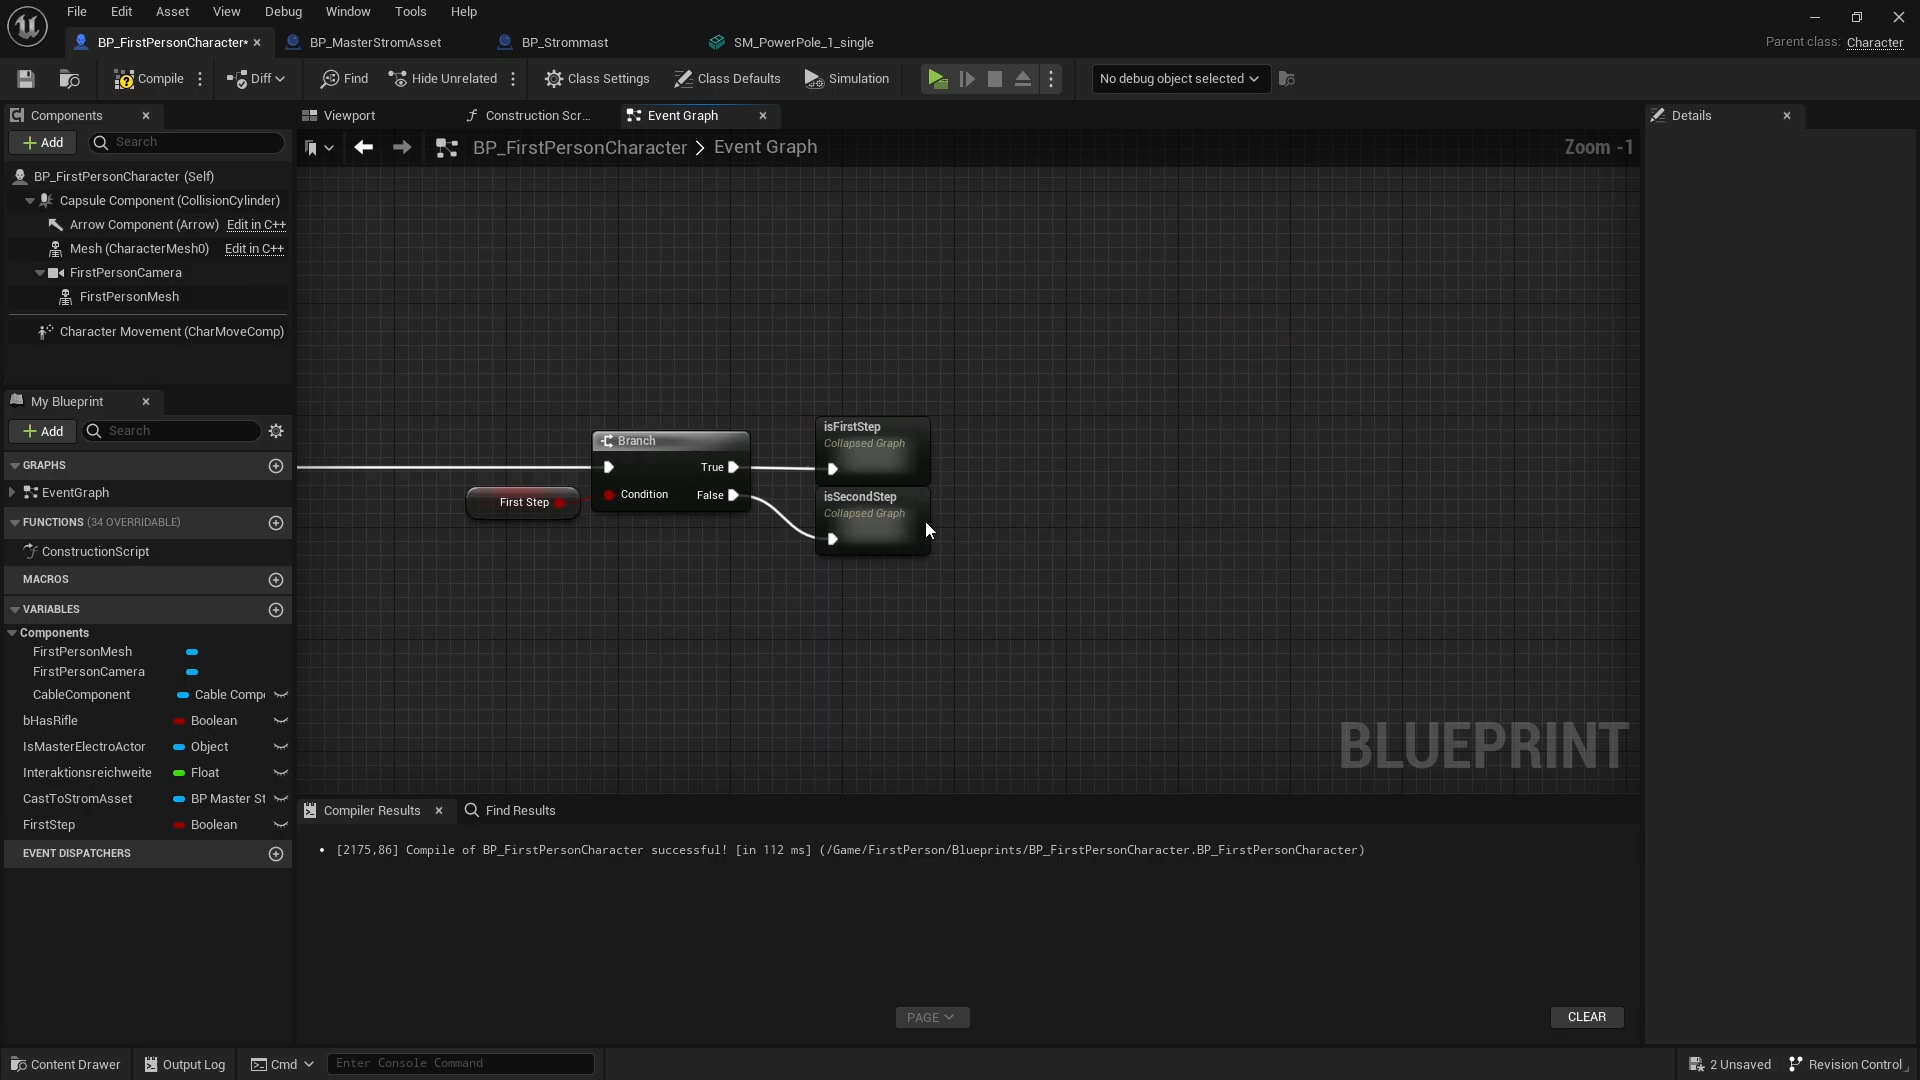 File Edit Asset View Debug Window Tools Help
BP_FirstPersonCharacter* BP_MasterStromAsset BP_Strommast SM_PowerPole_1_single Parent class: Character
Compile Diff Find Hide Unrelated Class Settings Class Defaults Simulation No debug object selected
Components Viewport Construction Scr... Event Graph Details
Add Search BP_FirstPersonCharacter > Event Graph Zoom -1
BP_FirstPersonCharacter (Self)
Capsule Component (CollisionCylinder)
Arrow Component (Arrow) Edit in C++
Mesh (CharacterMesh0) Edit in C++
FirstPersonCamera
FirstPersonMesh
Character Movement (CharMoveComp)
My Blueprint
Add Search
GRAPHS
EventGraph
FUNCTIONS (34 OVERRIDABLE)
ConstructionScript
MACROS
VARIABLES
Components
FirstPersonMesh
FirstPersonCamera
CableComponent Cable Comp
bHasRifle Boolean
IsMasterElectroActor Object
Interaktionsreichweite Float
CastToStromAsset BP Master St
FirstStep Boolean
EVENT DISPATCHERS
First Step
Branch
True
Condition False
isFirstStep
Collapsed Graph
isSecondStep
Collapsed Graph
BLUEPRINT
Compiler Results Find Results
• [2175,86] Compile of BP_FirstPersonCharacter successful! [in 112 ms] (/Game/FirstPerson/Blueprints/BP_FirstPersonCharacter.BP_FirstPersonCharacter)
PAGE CLEAR
Content Drawer Output Log Cmd Enter Console Command 2 Unsaved Revision Control